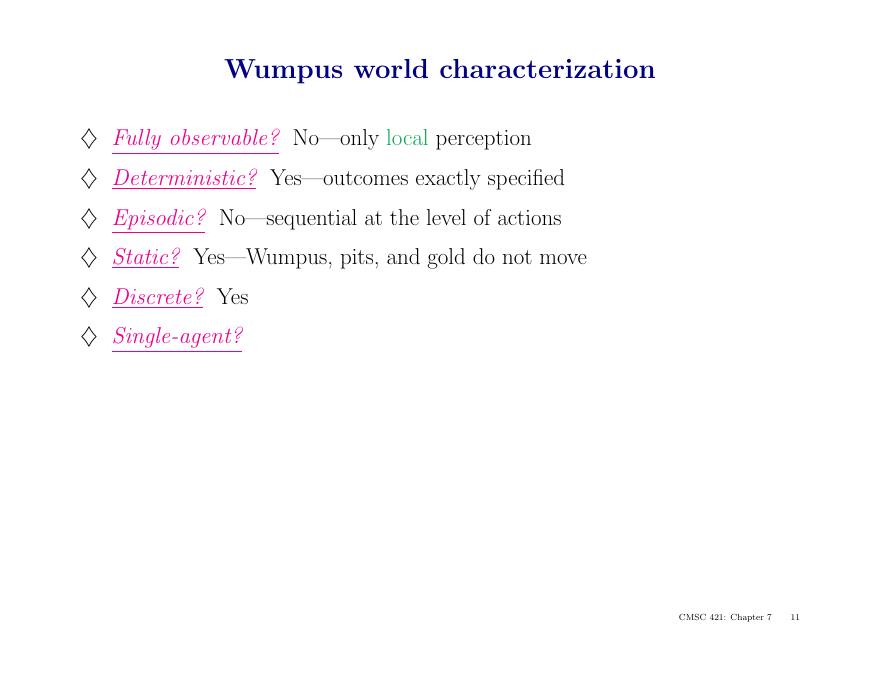 Wumpus world characterization
♢ Fully observable? No—only local perception
♢ Deterministic? Yes—outcomes exactly specified
♢ Episodic? No—sequential at the level of actions
♢ Static? Yes—Wumpus, pits, and gold do not move
♢ Discrete? Yes
♢ Single-agent?
CMSC 421: Chapter 7 11